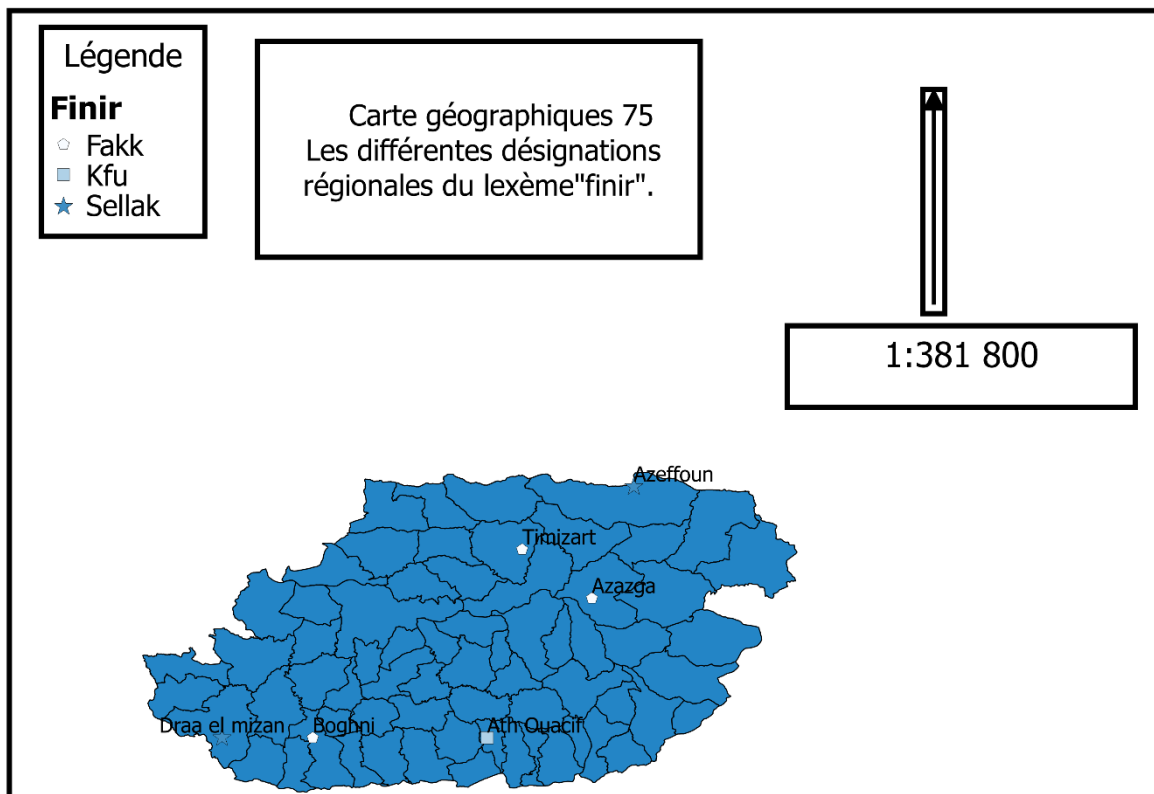 Légende
Finir
Fakk
Kfu
Sellak
Carte géographiques 75
Les différentes désignations
régionales du lexème"finir".
1:381 800
Azeffoun
Timizart
Azazga
Draa el mizan
Boghni
Ath Ouacif